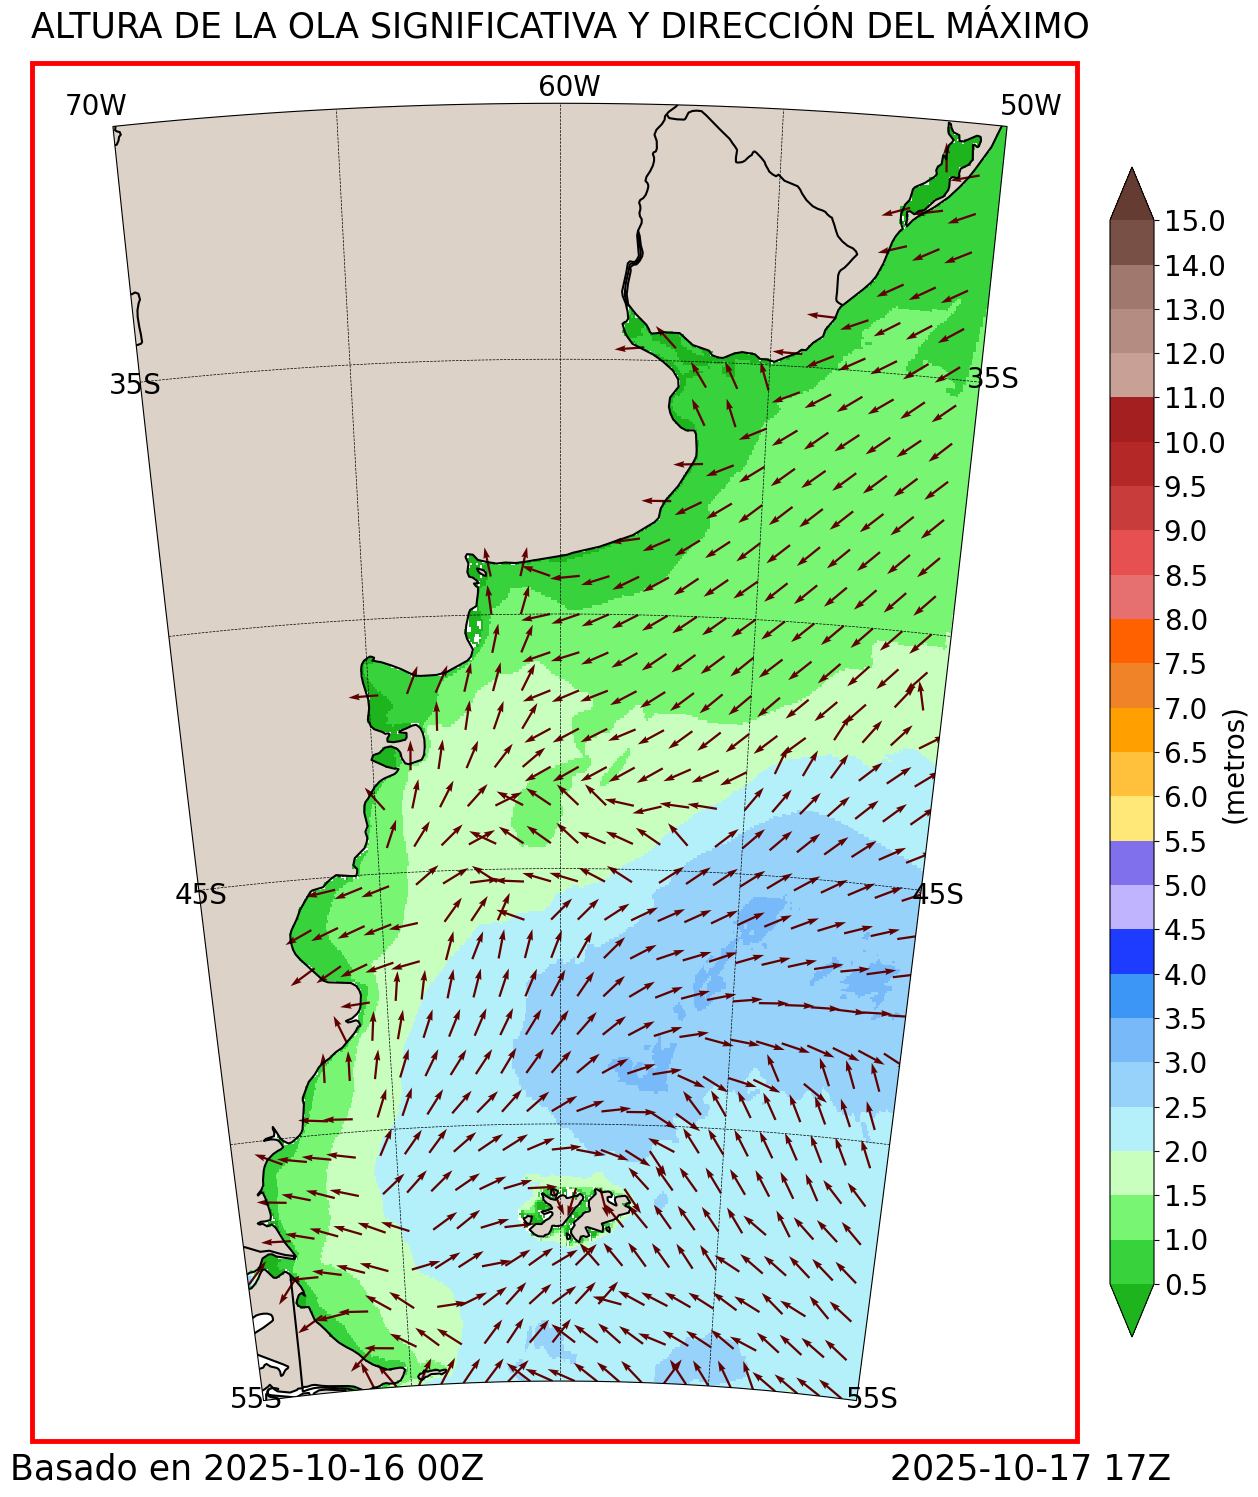 ALTURA DE LA OLA SIGNIFICATIVA Y DIRECCIÓN DEL MÁXIMO
70W
60W
50W
35S
35S
45S
45S
55S
55S
15.0
14.0
13.0
12.0
11.0
10.0
9.5
9.0
8.5
8.0
7.5
7.0
6.5
6.0
5.5
5.0
4.5
4.0
3.5
3.0
2.5
2.0
1.5
1.0
0.5
(metros)
Basado en 2025-10-16 00Z
2025-10-17 17Z